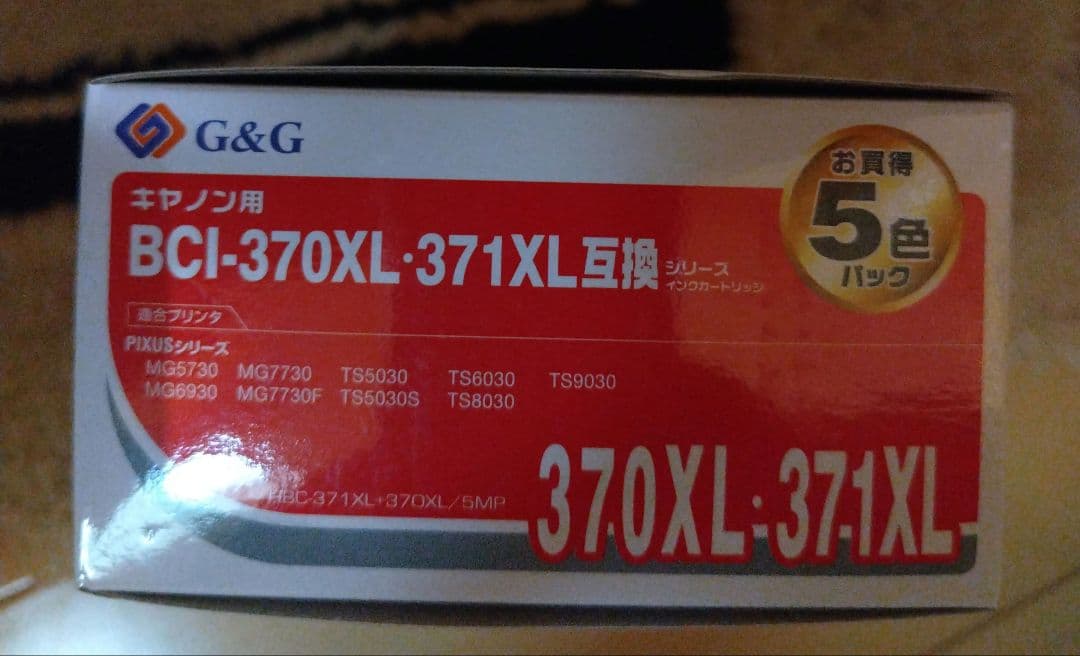 G&G
お買得
5色
パック
キヤノン用
BCI-370XL・371XL互換 シリーズ
インクカートリッジ
適合プリンタ
PIXUSシリーズ
MG5730 MG7730 TS5030 TS6030 TS9030
MG6930 MG7730F TS5030S TS8030
HBC-371XL+370XL/5MP
370XL・371XL